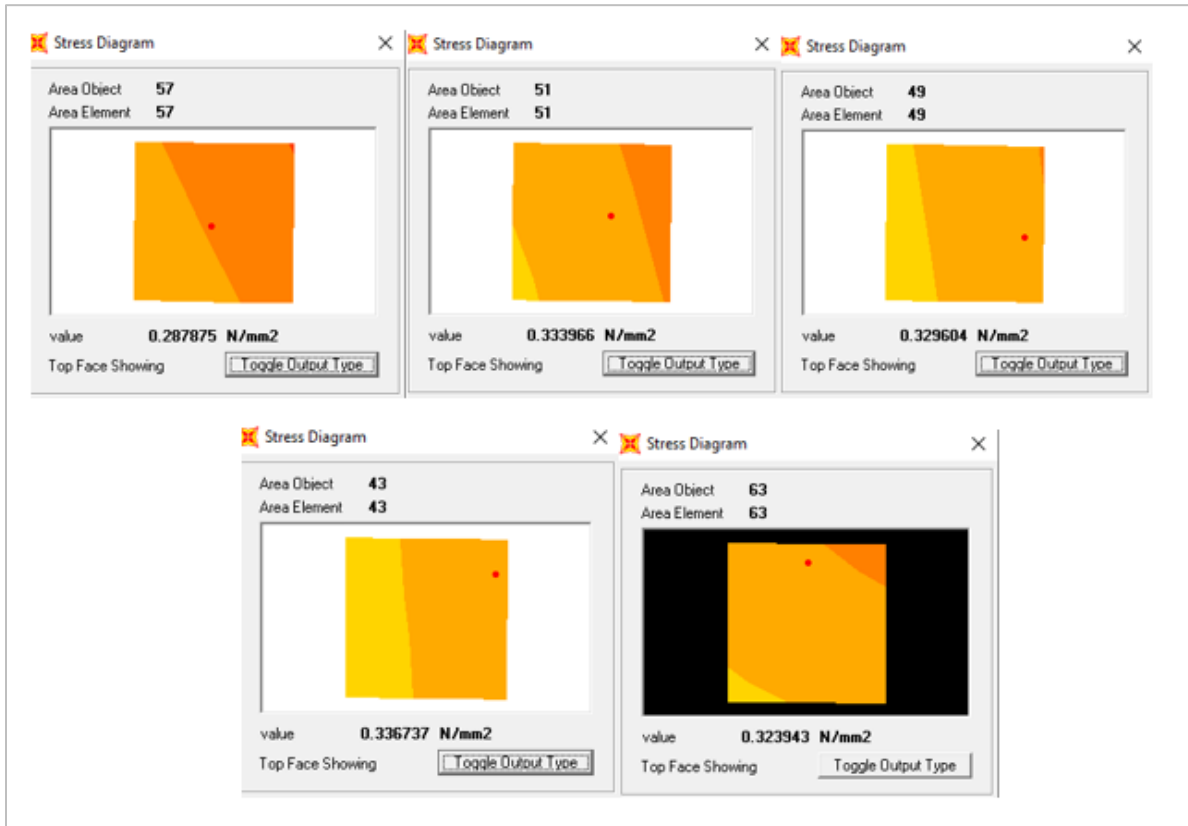 Stress Diagram
Area Object 57
Area Element 57
value 0.287875 N/mm2
Top Face Showing Toggle Output Type
Stress Diagram
Area Object 51
Area Element 51
value 0.333966 N/mm2
Top Face Showing Toggle Output Type
Stress Diagram
Area Object 49
Area Element 49
value 0.329604 N/mm2
Top Face Showing Toggle Output Type
Stress Diagram
Area Object 43
Area Element 43
value 0.336737 N/mm2
Top Face Showing Toggle Output Type
Stress Diagram
Area Object 63
Area Element 63
value 0.323943 N/mm2
Top Face Showing Toggle Output Type